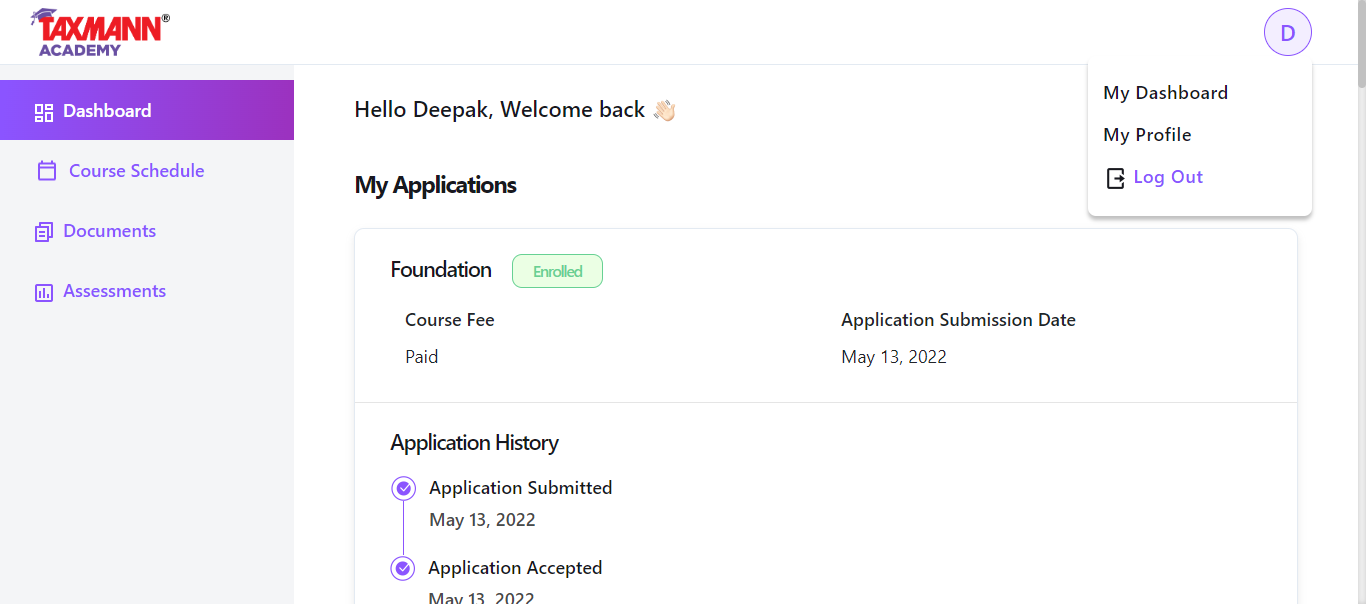 TAXMANN®
ACADEMY
D
My Dashboard
My Profile
Log Out
Dashboard
Course Schedule
Documents
Assessments
Hello Deepak, Welcome back 👋🏻
My Applications
Foundation
Enrolled
Course Fee
Application Submission Date
Paid
May 13, 2022
Application History
Application Submitted
May 13, 2022
Application Accepted
May 13, 2022